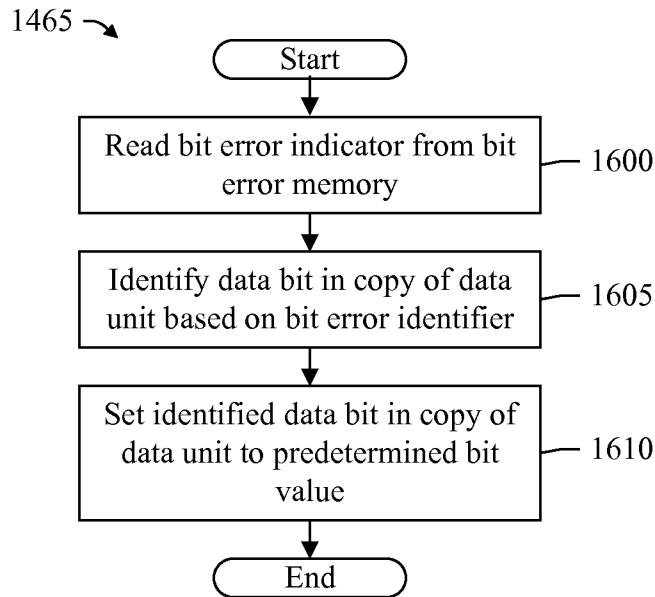 1465
Start
Read bit error indicator from bit
error memory
1600
Identify data bit in copy of data
unit based on bit error identifier
1605
Set identified data bit in copy of
data unit to predetermined bit
value
1610
End